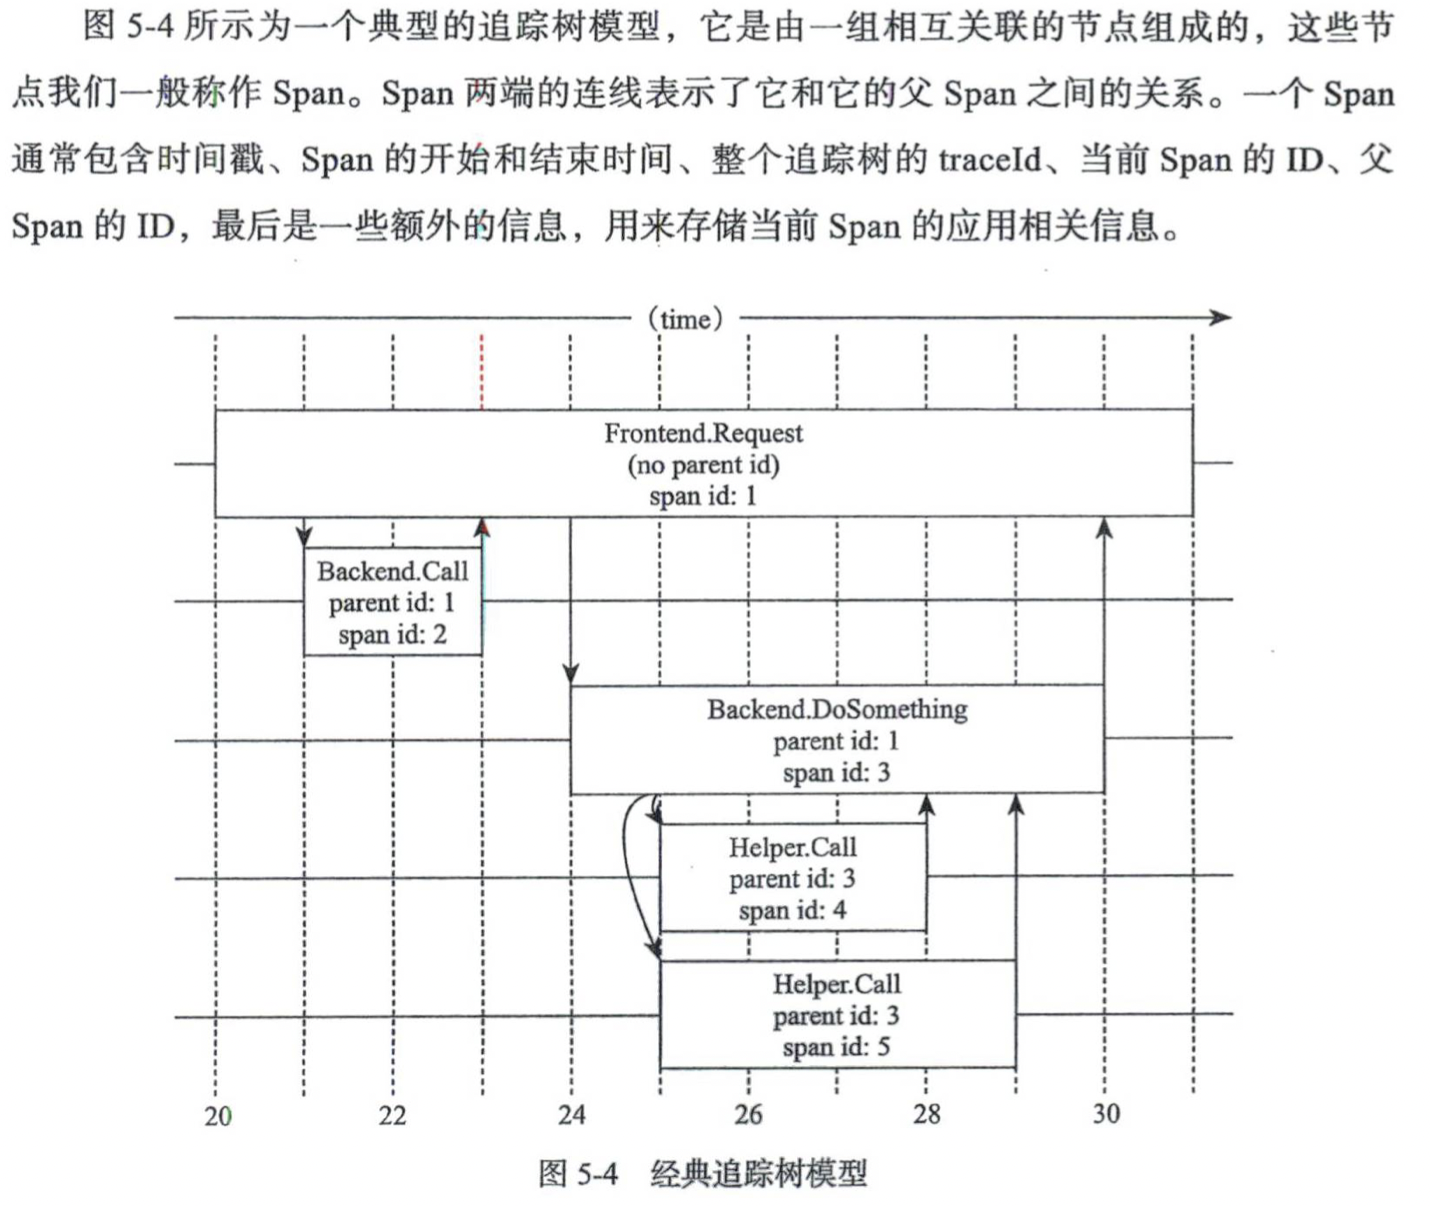 图 5-4 所示为一个典型的追踪树模型，它是由一组相互关联的节点组成的，这些节
点我们一般称作 Span。Span 两端的连线表示了它和它的父 Span 之间的关系。一个 Span
通常包含时间戳、Span 的开始和结束时间、整个追踪树的 traceId、当前 Span 的 ID、父
Span 的 ID，最后是一些额外的信息，用来存储当前 Span 的应用相关信息。
（time）
Frontend.Request
(no parent id)
span id: 1
Backend.Call
parent id: 1
span id: 2
Backend.DoSomething
parent id: 1
span id: 3
Helper.Call
parent id: 3
span id: 4
Helper.Call
parent id: 3
span id: 5
20 22 24 26 28 30
图 5-4 经典追踪树模型